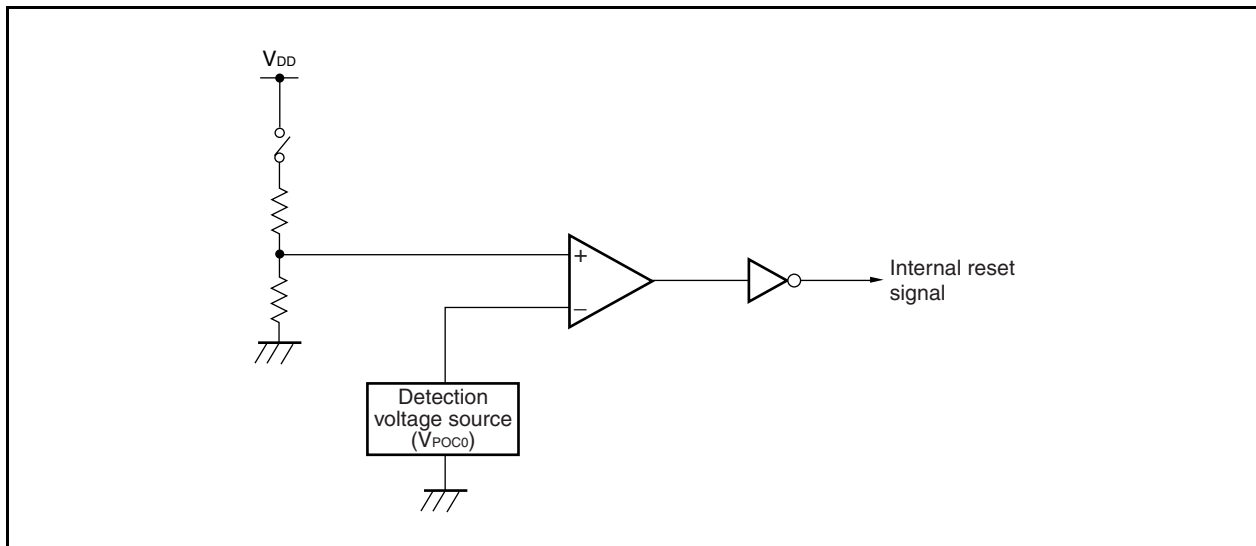 VDD
+
−
Internal reset
signal
Detection
voltage source
(VPOC0)